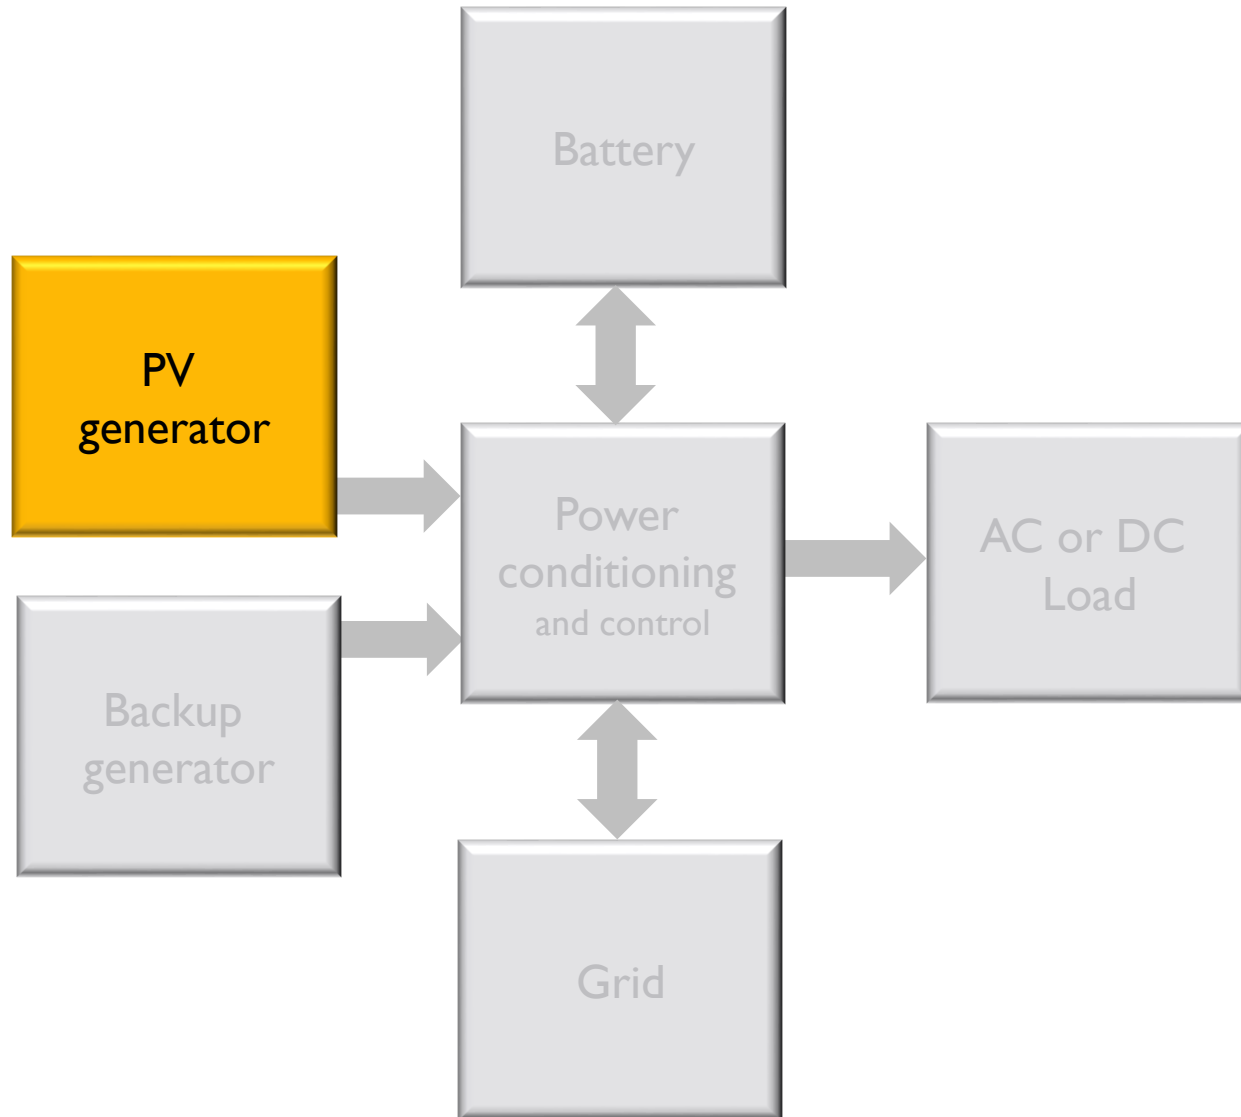 Battery
PV
generator
Power
conditioning
and control
AC or DC
Load
Backup
generator
Grid